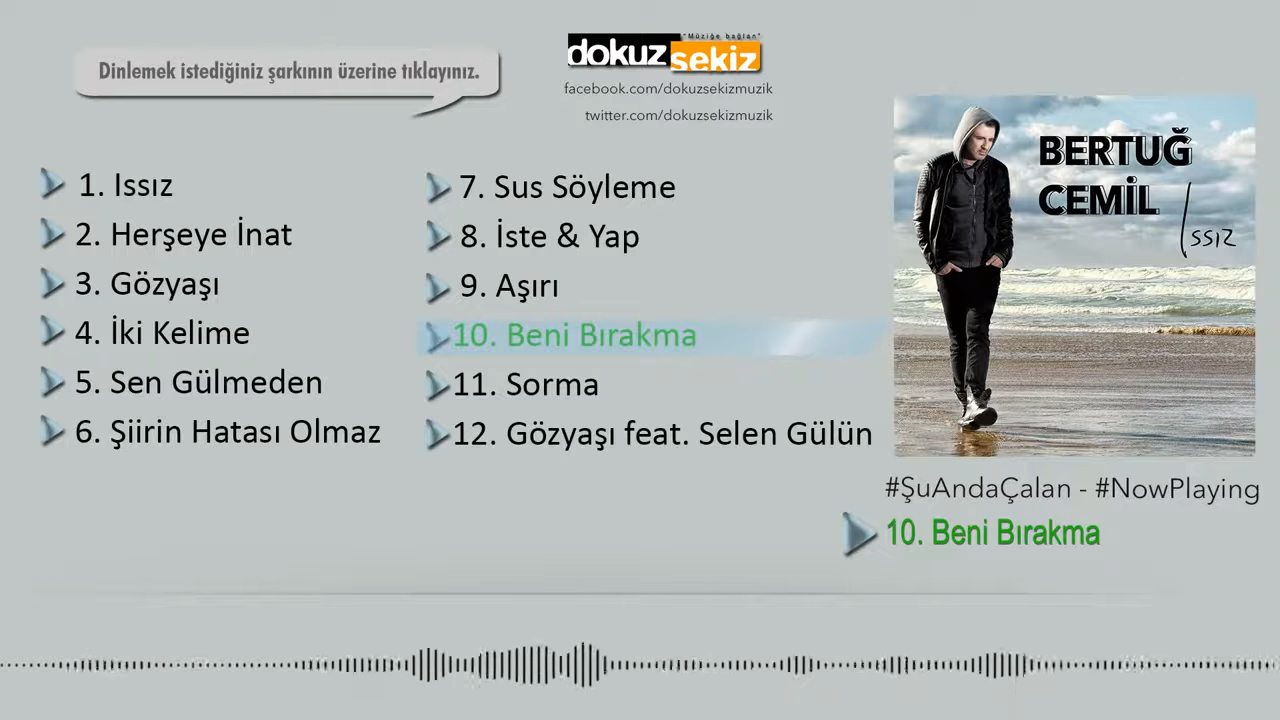 "Müziğe bağlan"
dokuz sekiz
Dinlemek istediğiniz şarkının üzerine tıklayınız.
facebook.com/dokuzsekizmuzik
twitter.com/dokuzsekizmuzik
1. Issız
2. Herşeye İnat
3. Gözyaşı
4. İki Kelime
5. Sen Gülmeden
6. Şiirin Hatası Olmaz
7. Sus Söyleme
8. İste & Yap
9. Aşırı
10. Beni Bırakma
11. Sorma
12. Gözyaşı feat. Selen Gülün
BERTUĞ
CEMİL
Issız
#ŞuAndaÇalan - #NowPlaying
10. Beni Bırakma